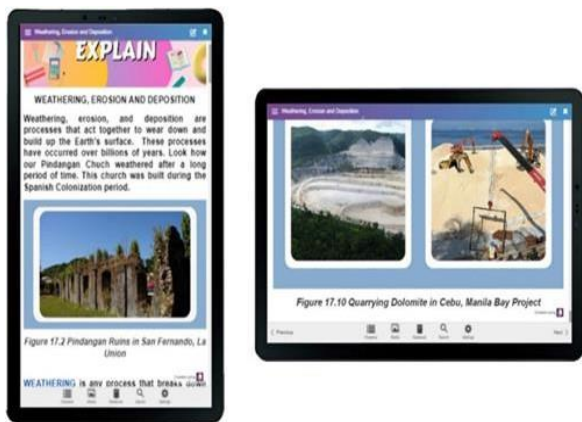 Weathering, Erosion and Deposition
EXPLAIN
WEATHERING, EROSION AND DEPOSITION
Weathering, erosion, and deposition are
processes that act together to wear down and
build up the Earth's surface. These processes
have occurred over billions of years. Look how
our Pindangan Chuch weathered after a long
period of time. This church was built during the
Spanish Colonization period.
Figure 17.2 Pindangan Ruins in San Fernando, La
Union
WEATHERING is any process that breaks down
Weathering, Erosion and Deposition
Figure 17.10 Quarrying Dolomite in Cebu, Manila Bay Project
Previous
Search
Settings
Next